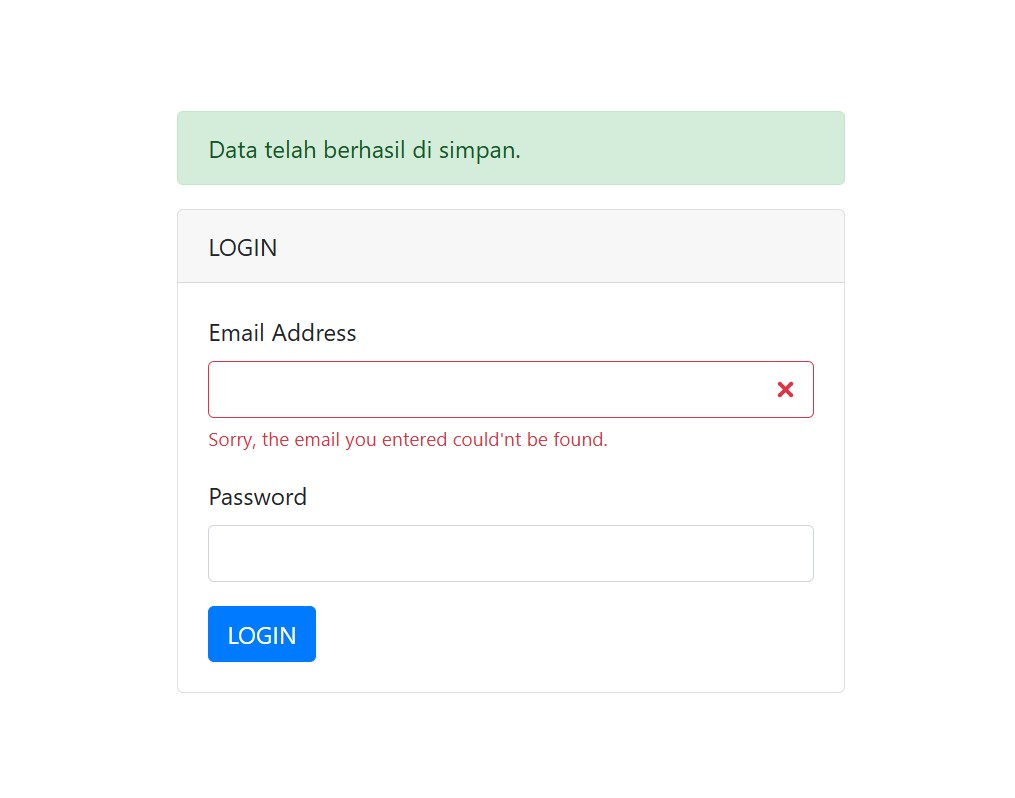 Data telah berhasil di simpan.
LOGIN
Email Address
Sorry, the email you entered could'nt be found.
Password
LOGIN